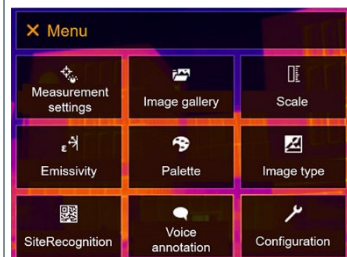 Menu
Measurement
settings
Image gallery
Scale
Emissivity
Palette
Image type
SiteRecognition
Voice
annotation
Configuration